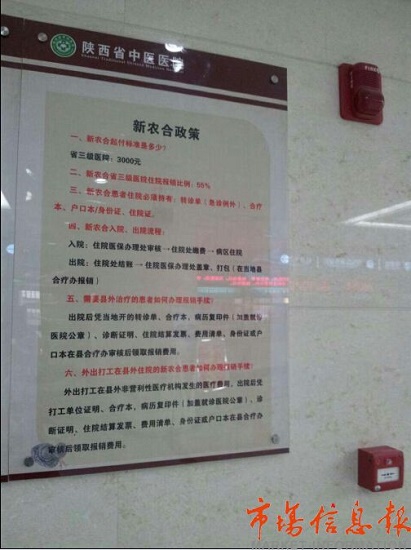 陕西省中医医院
新农合政策
一、新农合起付标准是多少？
省三级医院：3000元
二、新农合省三级医院住院报销比例：55%
三、新农合患者住院必须持有：转诊单（急诊例外）、合疗
本、户口本/身份证、住院证。
四、新农合入院、出院流程：
入院：住院医保办理处审核→住院处缴费→病区住院
出院：住院处结账→住院医保办理处盖章、打包（在当地县
合疗办报销）
五、需要县外治疗的患者如何办理报销手续？
出院后凭当地开的转诊单、合疗本、病历复印件（加盖就诊
医院公章）、诊断证明、住院结算发票、费用清单、身份证或户
口本在县合疗办审核后领取报销费用。
六、外出打工在县外住院的新农合患者如何办理报销手续？
外出打工在县外非营利性医疗机构发生的医疗费用，出院后凭
打工单位证明、合疗本，病历复印件（加盖就诊医院公章）、诊
断证明、住院结算发票、费用清单、身份证或户口本在县合疗办
审核后领取报销费用。
FIRE
市场信息报